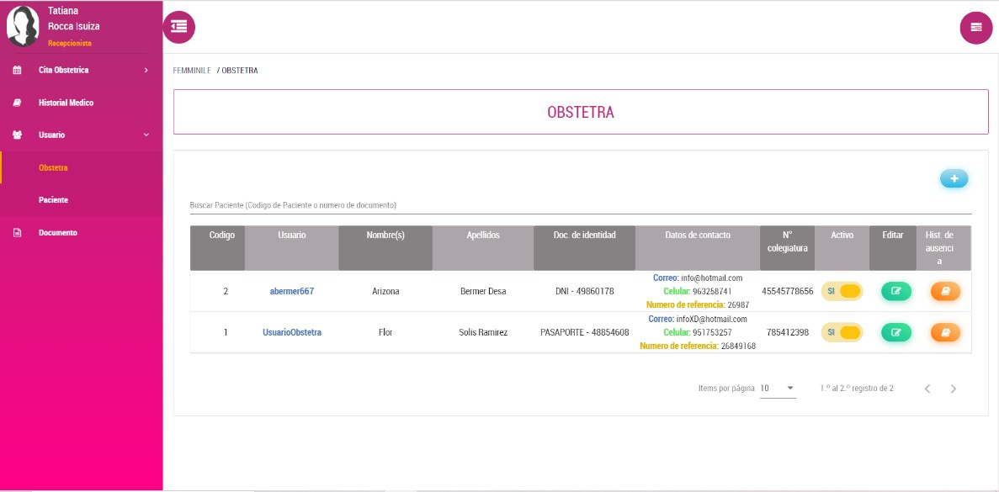 Tatiana
Rocca Isuiza
Recepcionista
Cita Obstetrica
Historial Medico
Usuario
Obstetra
Paciente
Documento
FEMMINILE / OBSTETRA
OBSTETRA
Buscar Paciente (Codigo de Paciente o numero de documento)
Codigo Usuario Nombre(s) Apellidos Doc. de identidad Datos de contacto N° colegiatura Activo Editar Hist. de ausencia
Correo: info@hotmail.com
2 abermer667 Arizona Bermer Desa DNI - 49860178 Celular: 963258741 45545778656 SI
Numero de referencia: 26987
Correo: infoXD@hotmail.com
1 UsuarioObstetra Flor Solis Ramirez PASAPORTE - 48854608 Celular: 951753257 785412398 SI
Numero de referencia: 26849168
Items por página 10 1.º al 2.º registro de 2